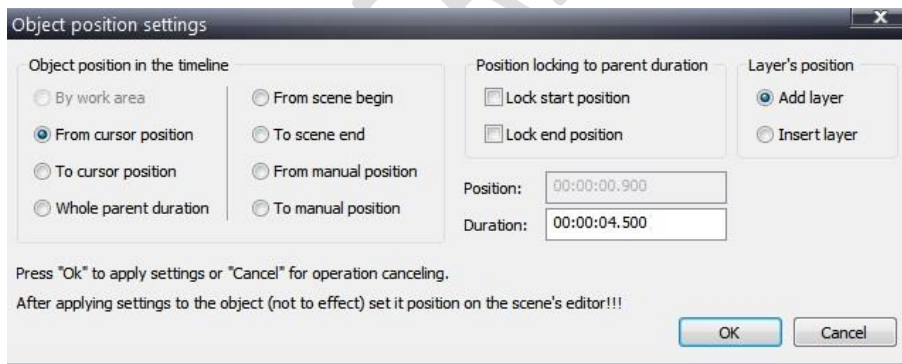 Object position settings
x
Object position in the timeline
By work area
From cursor position
To cursor position
Whole parent duration
From scene begin
To scene end
From manual position
To manual position
Position locking to parent duration
Lock start position
Lock end position
Layer's position
Add layer
Insert layer
Position: 00:00:00.900
Duration: 00:00:04.500
Press "Ok" to apply settings or "Cancel" for operation canceling.
After applying settings to the object (not to effect) set it position on the scene's editor!!!
OK Cancel